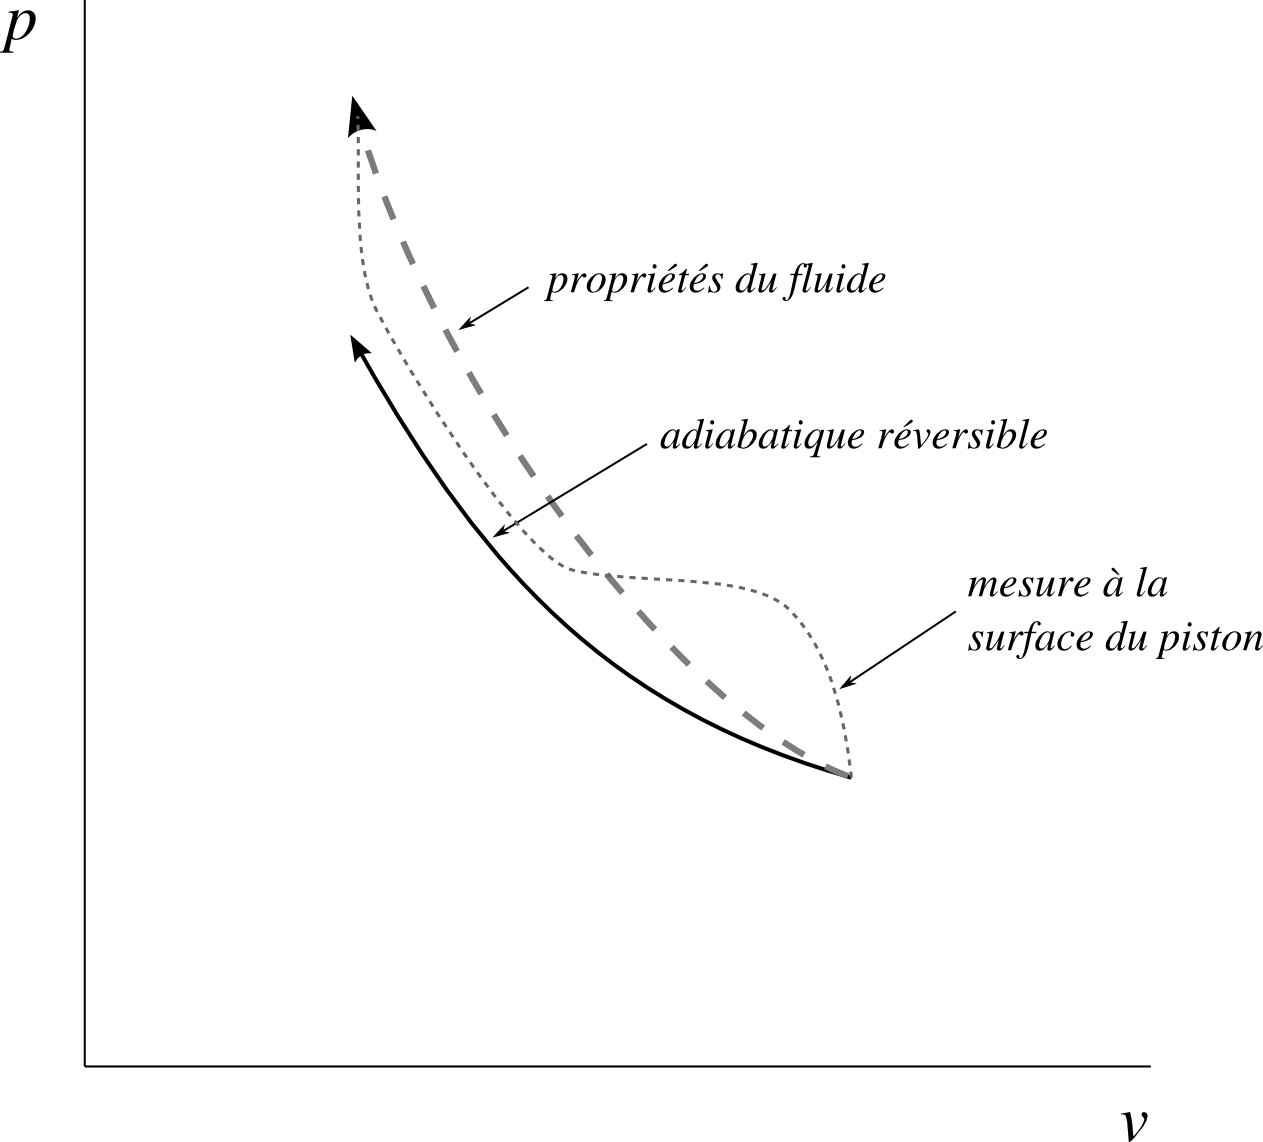 p
propriétés du fluide
adiabatique réversible
mesure à la
surface du piston
v